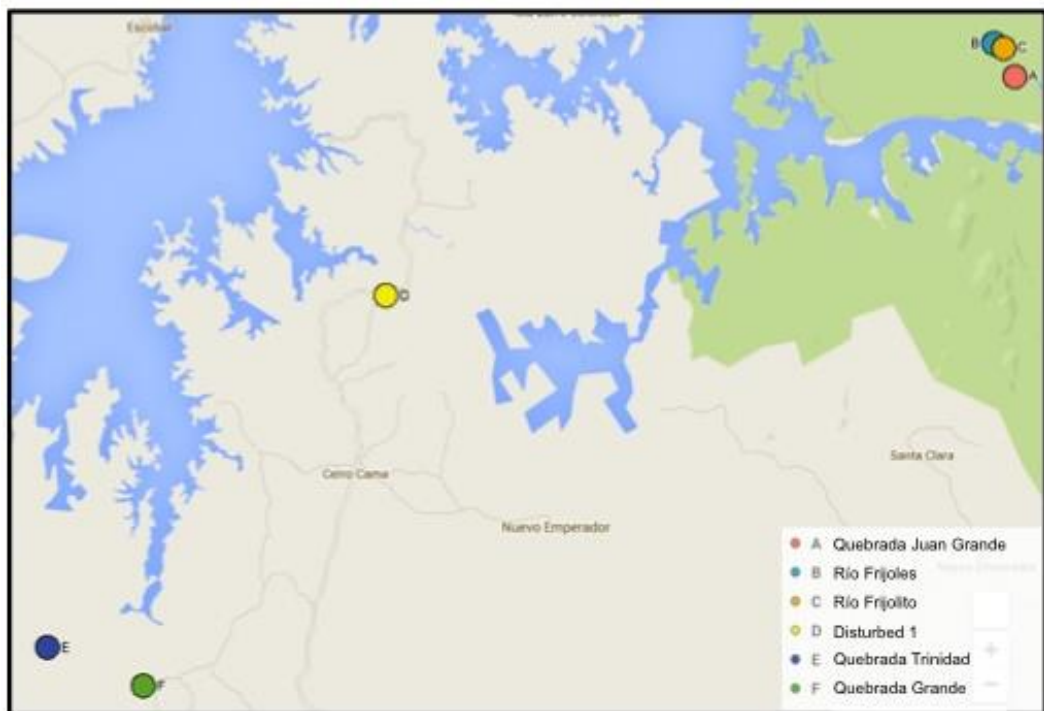 Escobar
B
C
A
D
Cerro Cama
Santa Clara
Nuevo Emperador
A Quebrada Juan Grande
B Río Frijoles
C Río Frijolito
D Disturbed 1
E Quebrada Trinidad
F Quebrada Grande
E
F
+
−